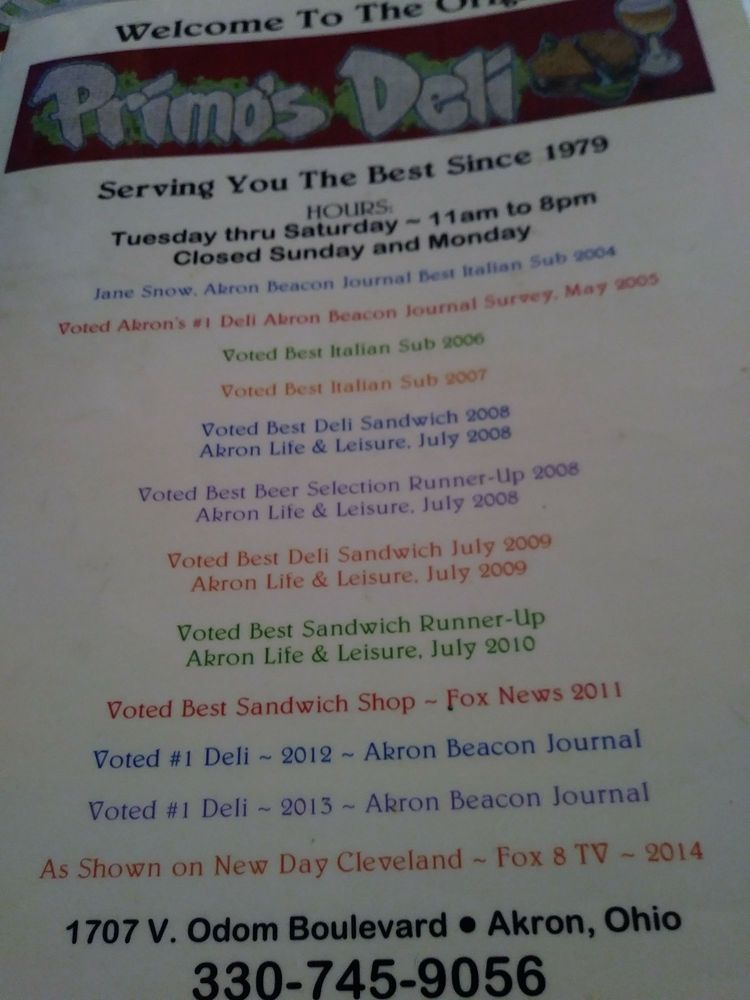 Welcome To The
Primo's Deli
Serving You The Best Since 1979
HOURS:
Tuesday thru Saturday ~ 11am to 8pm
Closed Sunday and Monday
Jane Snow, Akron Beacon Journal Best Italian Sub 2004
Voted Akron's #1 Deli Akron Beacon Journal Survey, May 2005
Voted Best Italian Sub 2006
Voted Best Italian Sub 2007
Voted Best Deli Sandwich 2008
Akron Life & Leisure, July 2008
Voted Best Beer Selection Runner-Up 2008
Akron Life & Leisure, July 2008
Voted Best Deli Sandwich July 2009
Akron Life & Leisure, July 2009
Voted Best Sandwich Runner-Up
Akron Life & Leisure, July 2010
Voted Best Sandwich Shop ~ Fox News 2011
Voted #1 Deli ~ 2012 ~ Akron Beacon Journal
Voted #1 Deli ~ 2013 ~ Akron Beacon Journal
As Shown on New Day Cleveland ~ Fox 8 TV ~ 2014
1707 V. Odom Boulevard • Akron, Ohio
330-745-9056